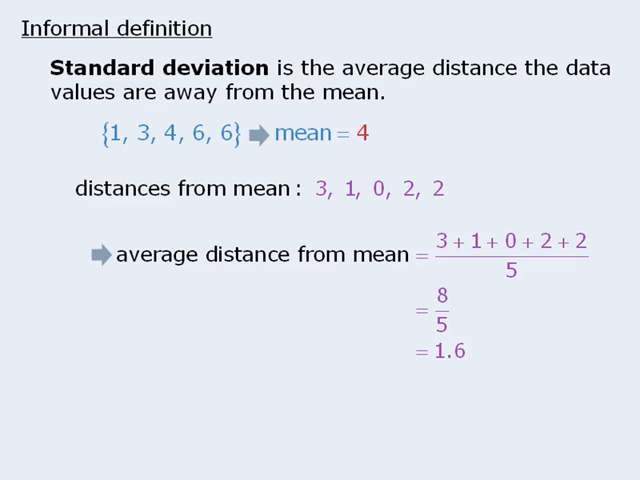 Informal definition
Standard deviation is the average distance the data
values are away from the mean.
{1, 3, 4, 6, 6} mean = 4
distances from mean : 3, 1, 0, 2, 2
average distance from mean = 3 + 1 + 0 + 2 + 2
5
= 8
5
= 1.6